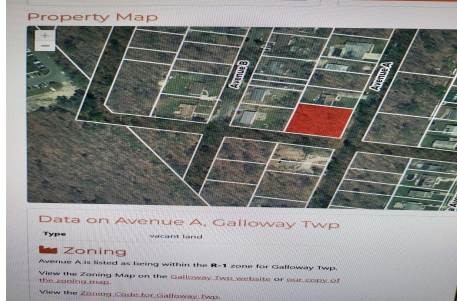 Property Map
+
−
Avenue B
Avenue A
Data on Avenue A, Galloway Twp
Type vacant land
Zoning
Avenue A is listed as being within the R-1 zone for Galloway Twp.
View the Zoning Map on the Galloway Twp website or our copy of
the zoning map.
View the Zoning Code for Galloway Twp.